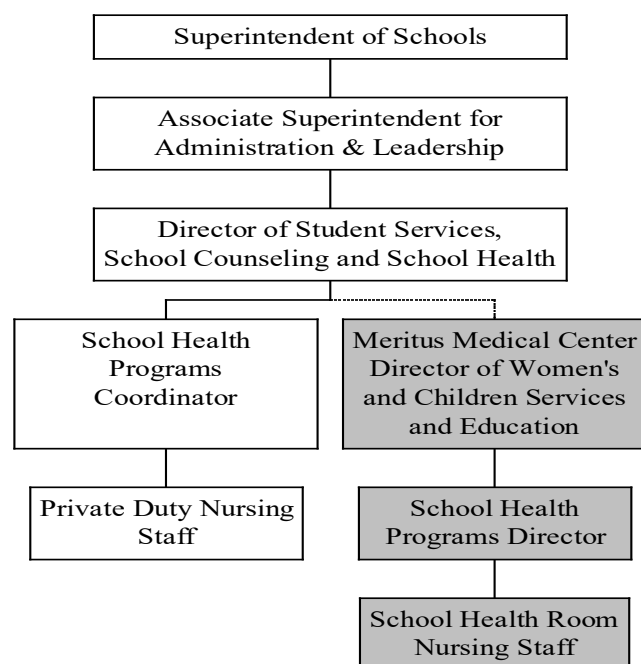 Superintendent of Schools
Associate Superintendent for
Administration & Leadership
Director of Student Services,
School Counseling and School Health
School Health
Programs
Coordinator
Meritus Medical Center
Director of Women's
and Children Services
and Education
Private Duty Nursing
Staff
School Health
Programs Director
School Health Room
Nursing Staff